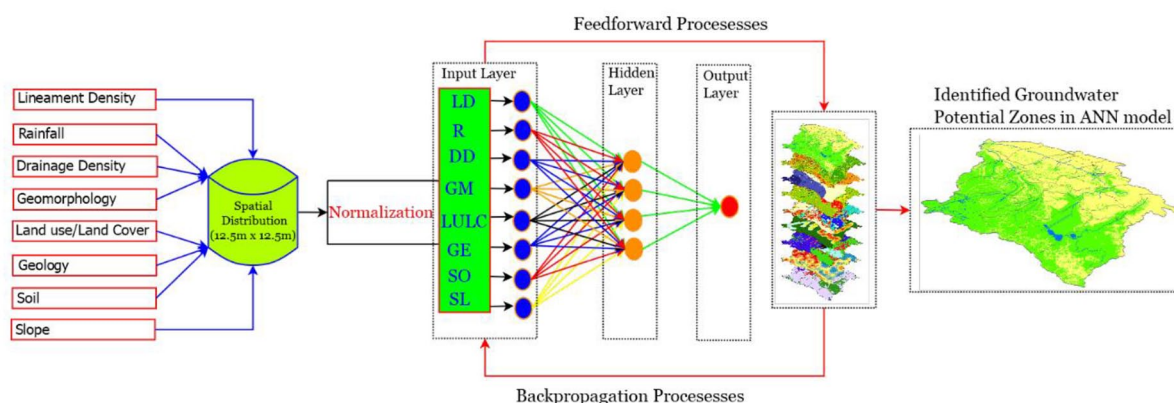 Feedforward Procesesses
Lineament Density
Rainfall
Drainage Density
Geomorphology
Land use/Land Cover
Geology
Soil
Slope
Spatial
Distribution
(12.5m x 12.5m)
Normalization
Input Layer
LD
R
DD
GM
LULC
GE
SO
SL
Hidden
Layer
Output
Layer
Identified Groundwater
Potential Zones in ANN model
Backpropagation Procesesses